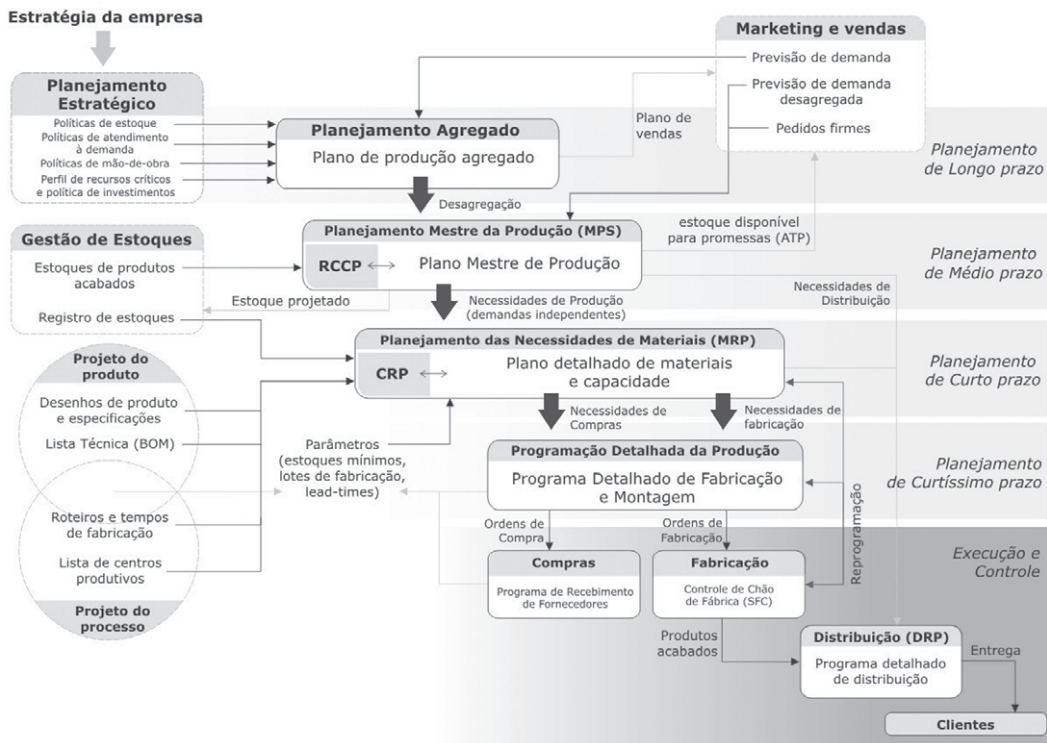 Estratégia da empresa
Planejamento
Estratégico
Políticas de estoque
Políticas de atendimento
à demanda
Políticas de mão-de-obra
Perfil de recursos críticos
e política de investimentos
Marketing e vendas
Previsão de demanda
Previsão de demanda
desagregada
Pedidos firmes
Planejamento Agregado
Plano de produção agregado
Plano de
vendas
Planejamento
de Longo prazo
Desagregação
Gestão de Estoques
Estoques de produtos
acabados
Registro de estoques
Planejamento Mestre da Produção (MPS)
RCCP
Plano Mestre de Produção
estoque disponível
para promessas (ATP)
Planejamento
de Médio prazo
Estoque projetado
Necessidades de Produção
(demandas independentes)
Necessidades de
Distribuição
Planejamento das Necessidades de Materiais (MRP)
CRP
Plano detalhado de materiais
e capacidade
Planejamento
de Curto prazo
Projeto do
produto
Desenhos de produto
e especificações
Lista Técnica (BOM)
Roteiros e tempos
de fabricação
Lista de centros
produtivos
Projeto do
processo
Parâmetros
(estoques mínimos,
lotes de fabricação,
lead-times)
Necessidades de
Compras
Necessidades de
fabricação
Programação Detalhada da Produção
Programa Detalhado de Fabricação
e Montagem
Planejamento
de Curtíssimo prazo
Ordens de
Compra
Ordens de
Fabricação
Reprogramação
Compras
Programa de Recebimento
de Fornecedores
Fabricação
Controle de Chão
de Fábrica (SFC)
Execução e
Controle
Produtos
acabados
Distribuição (DRP)
Programa detalhado
de distribuição
Entrega
Clientes